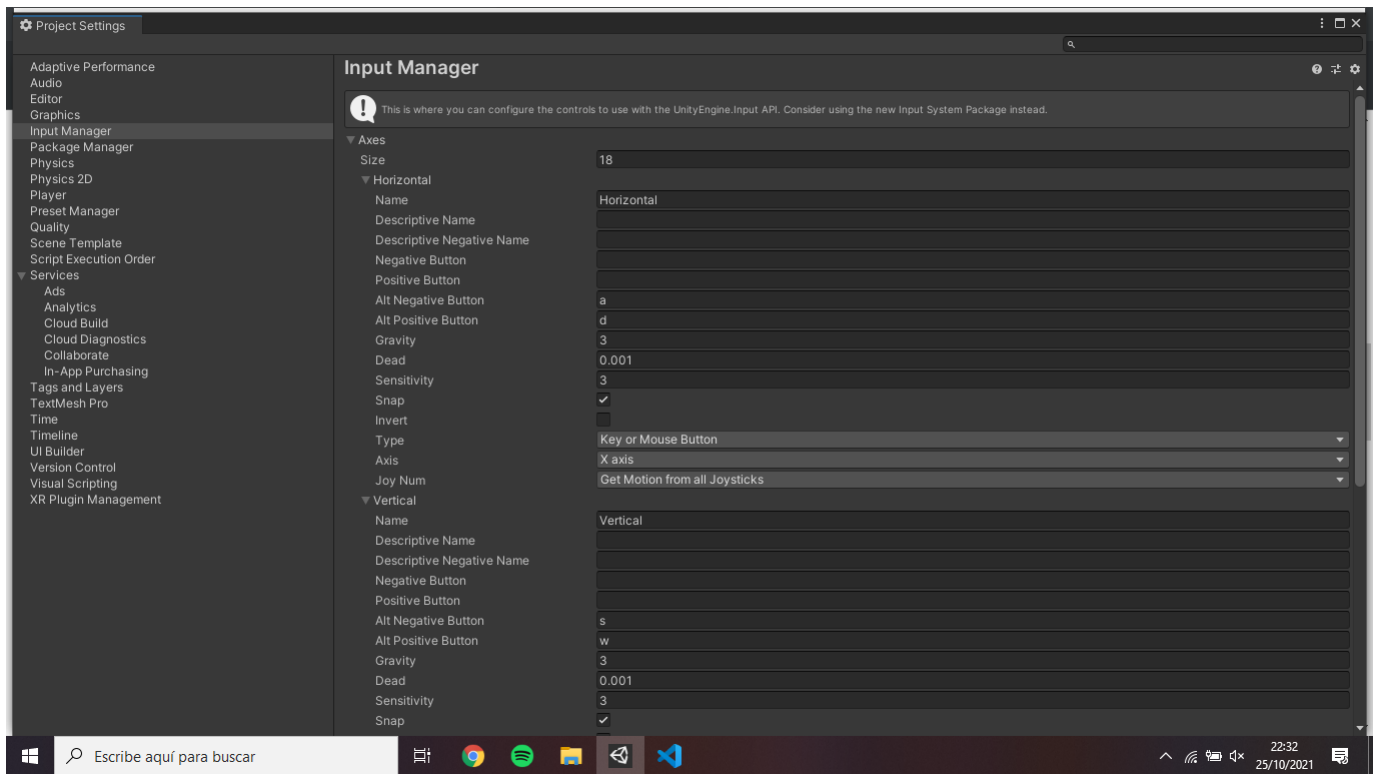 Project Settings
Adaptive Performance
Audio
Editor
Graphics
Input Manager
Package Manager
Physics
Physics 2D
Player
Preset Manager
Quality
Scene Template
Script Execution Order
Services
Ads
Analytics
Cloud Build
Cloud Diagnostics
Collaborate
In-App Purchasing
Tags and Layers
TextMesh Pro
Time
Timeline
UI Builder
Version Control
Visual Scripting
XR Plugin Management
Input Manager
This is where you can configure the controls to use with the UnityEngine.Input API. Consider using the new Input System Package instead.
Axes
Size 18
Horizontal
Name Horizontal
Descriptive Name
Descriptive Negative Name
Negative Button
Positive Button
Alt Negative Button a
Alt Positive Button d
Gravity 3
Dead 0.001
Sensitivity 3
Snap
Invert
Type Key or Mouse Button
Axis X axis
Joy Num Get Motion from all Joysticks
Vertical
Name Vertical
Descriptive Name
Descriptive Negative Name
Negative Button
Positive Button
Alt Negative Button s
Alt Positive Button w
Gravity 3
Dead 0.001
Sensitivity 3
Snap
Escribe aquí para buscar
22:32
25/10/2021